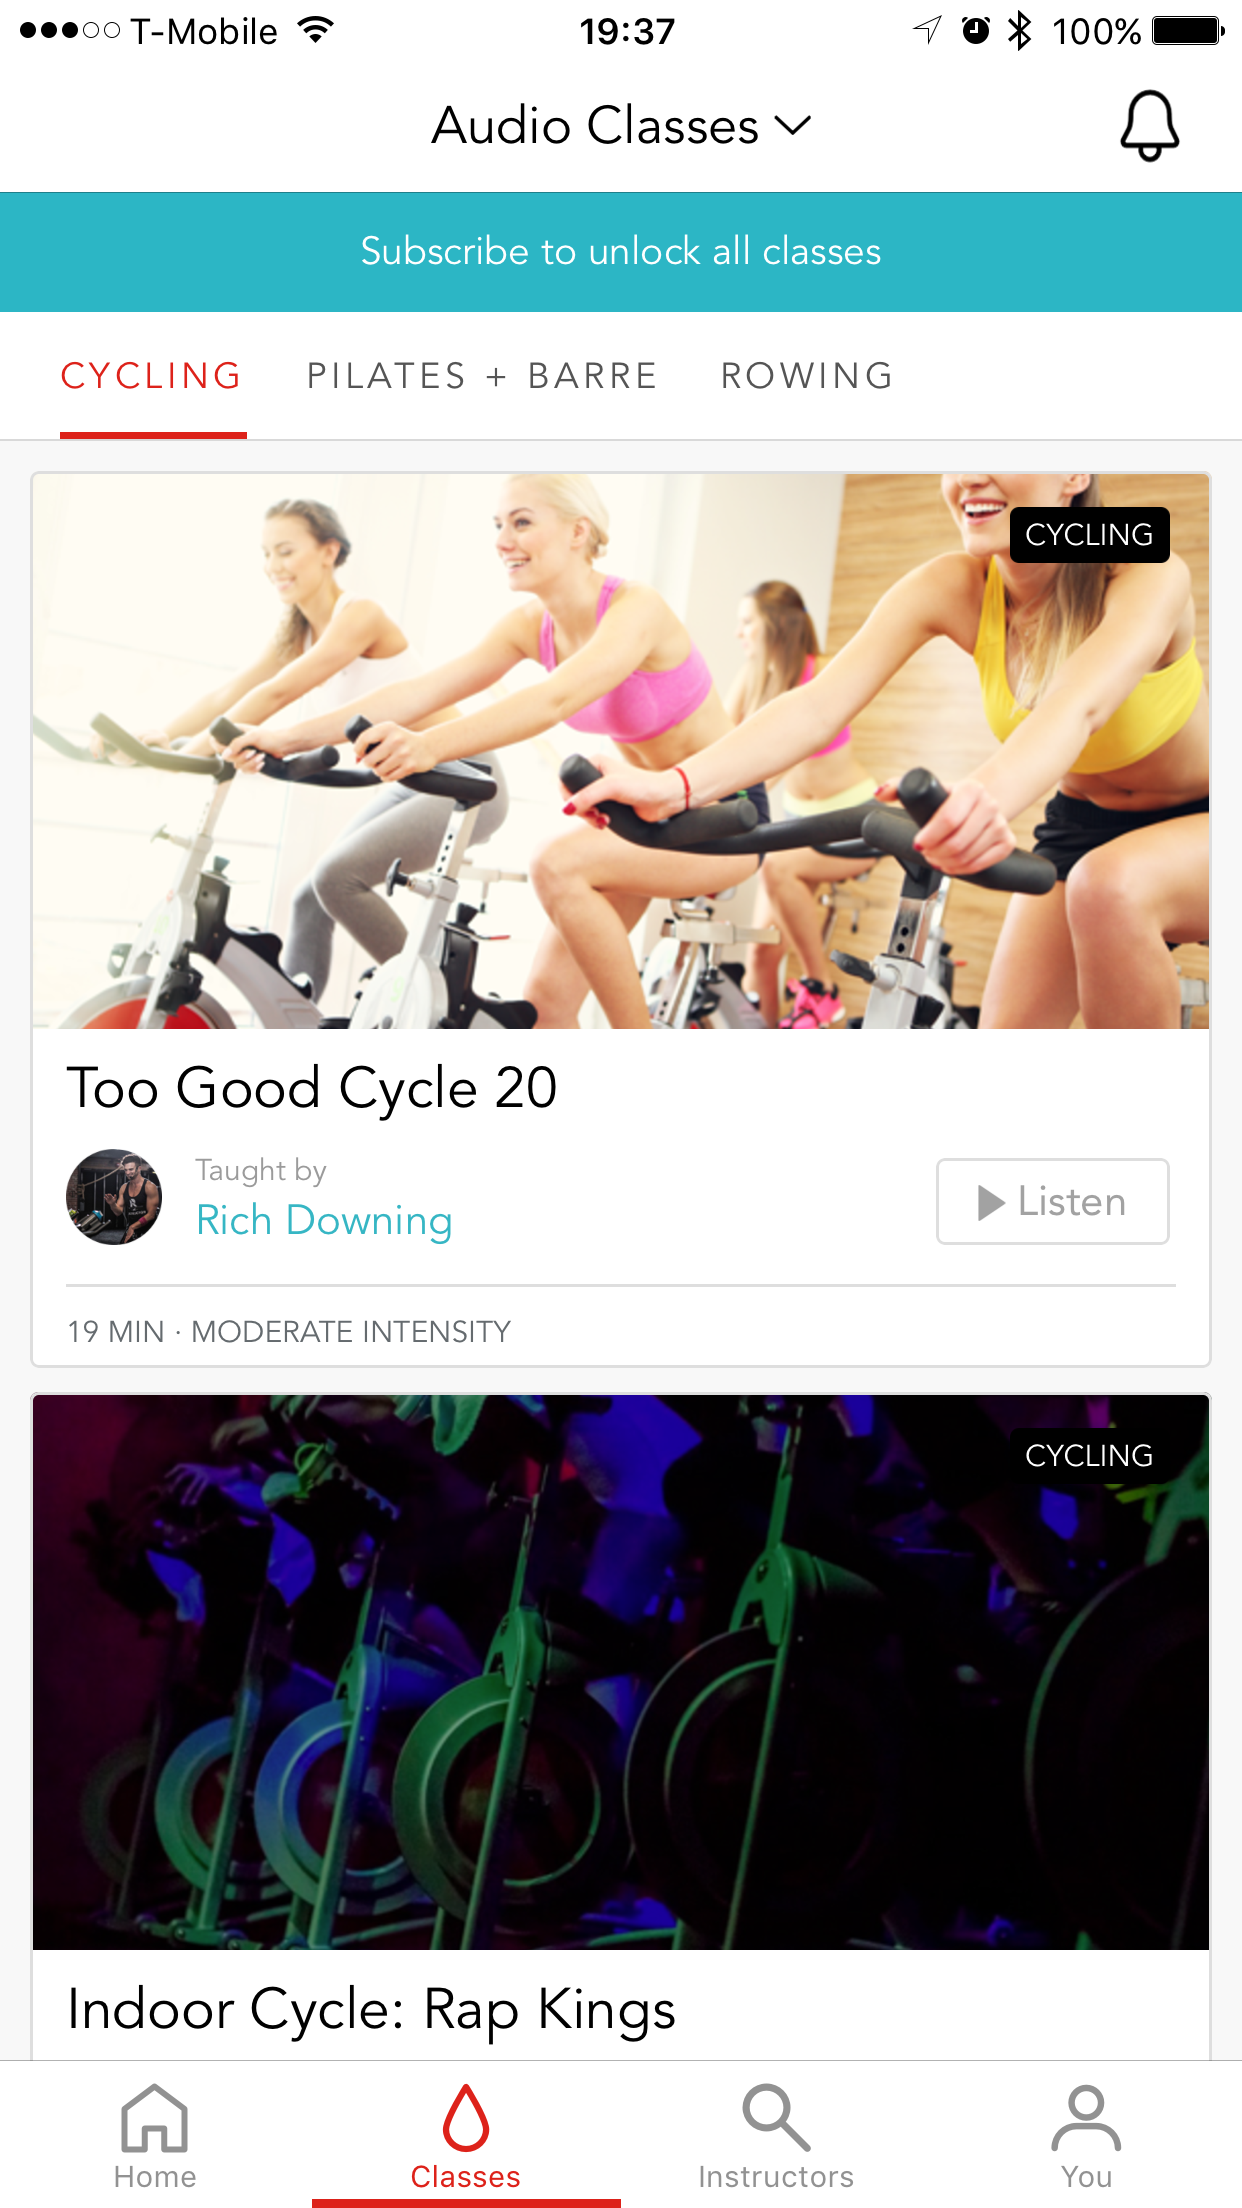 T-Mobile 19:37 100%
Audio Classes
Subscribe to unlock all classes
CYCLING PILATES + BARRE ROWING
CYCLING
Too Good Cycle 20
Taught by
Rich Downing
Listen
19 MIN · MODERATE INTENSITY
CYCLING
Indoor Cycle: Rap Kings
Home Classes Instructors You